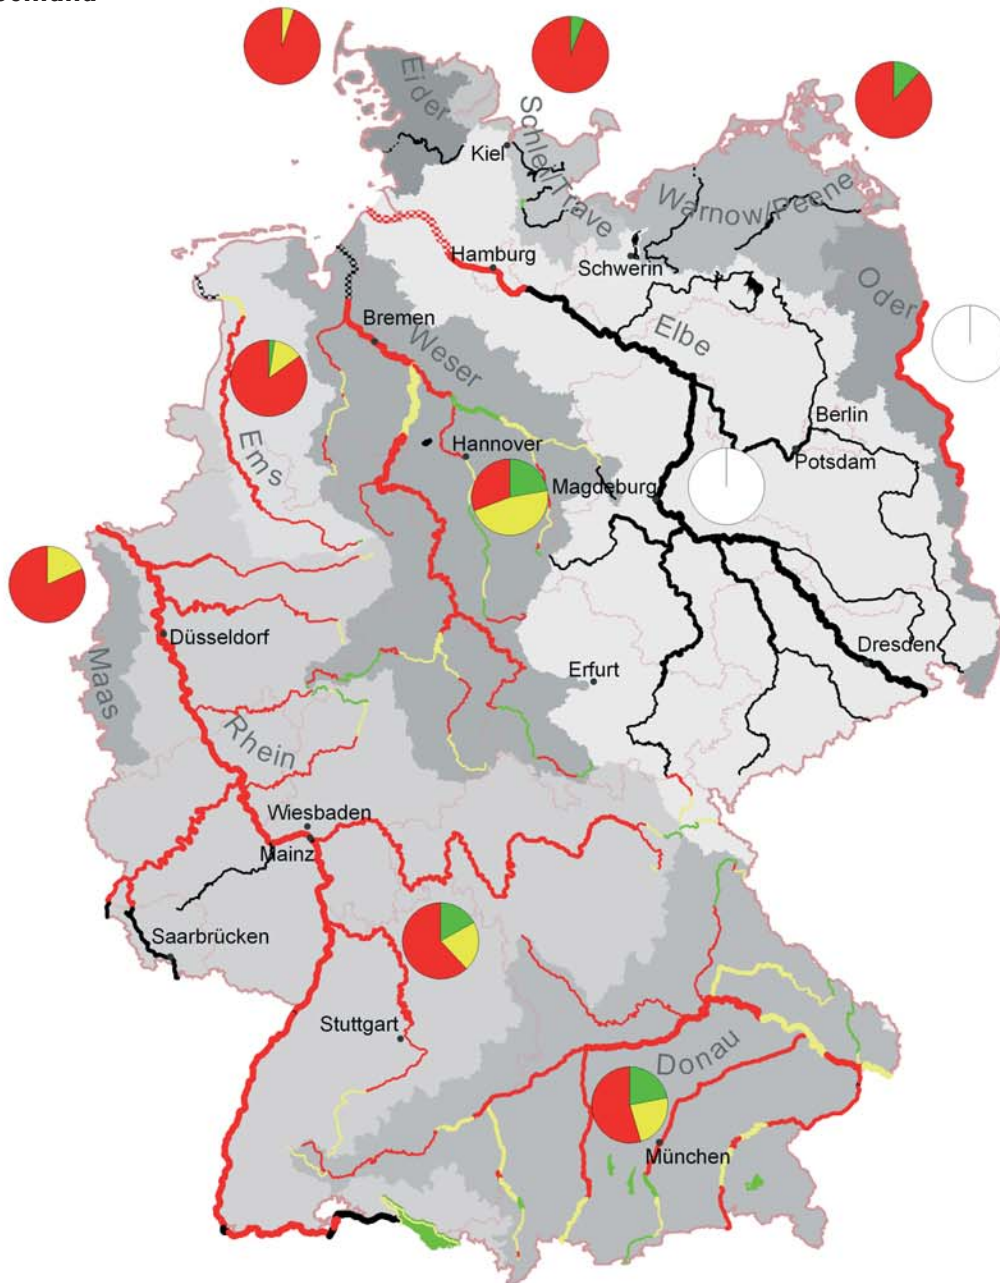 Eider
Schlei/Trave
Kiel
Warnow/Peene
Hamburg
Schwerin
Oder
Bremen
Elbe
Weser
Berlin
Ems
Hannover
Potsdam
Magdeburg
Düsseldorf
Dresden
Maas
Erfurt
Rhein
Wiesbaden
Mainz
Saarbrücken
Stuttgart
Donau
München